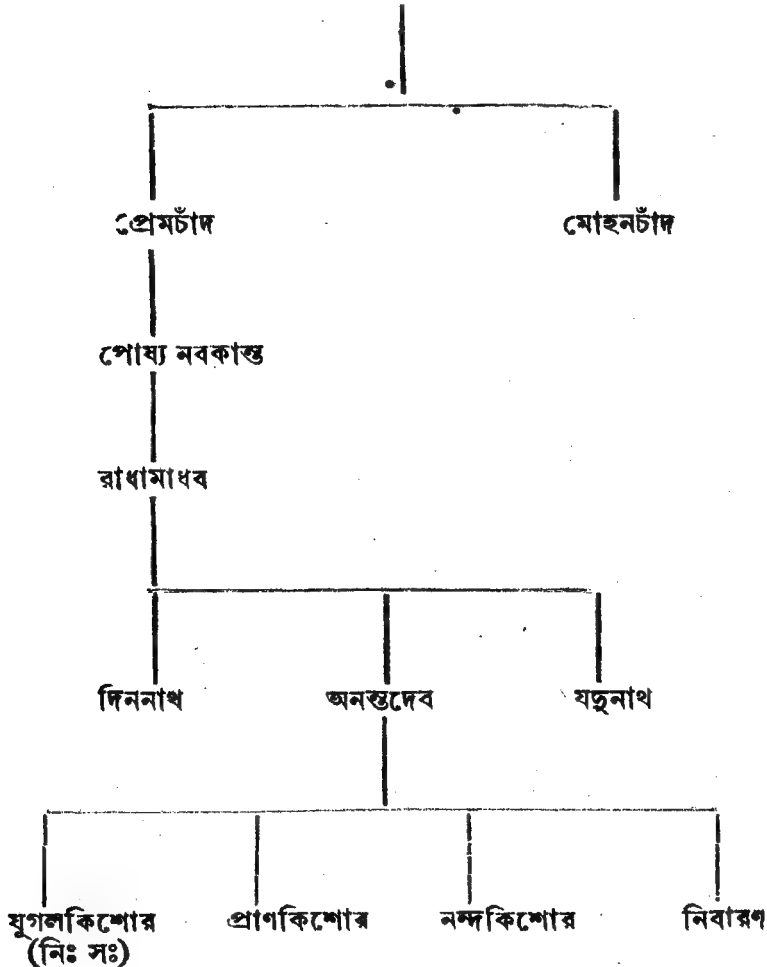 প্রেমচাঁদ মোহনচাঁদ
পোষ্য নবকান্ত
রাধামাধব
দিননাথ অনন্তদেব যদুনাথ
যুগলকিশোর প্রাণকিশোর নন্দকিশোর নিবারণ
(নিঃ সঃ)